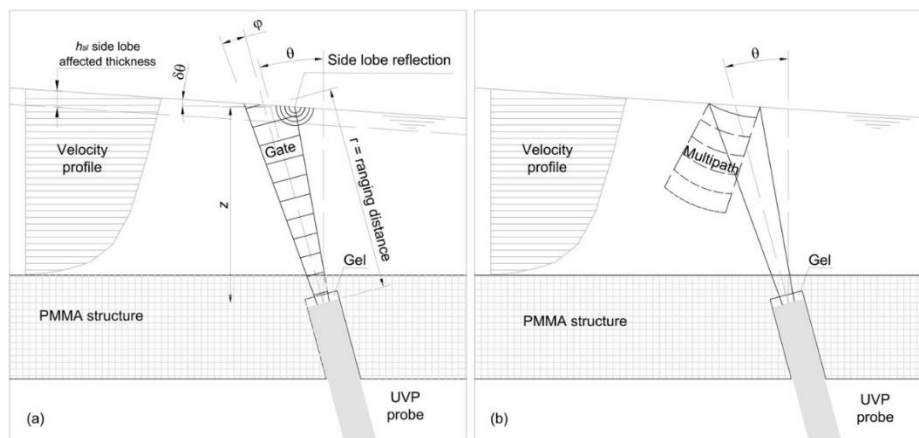 φ
θ
h_sl side lobe
affected thickness
δθ
Side lobe reflection
Velocity
profile
Gate
r = ranging distance
z
Gel
PMMA structure
UVP
probe
(a)
θ
Velocity
profile
Multipath
Gel
PMMA structure
UVP
probe
(b)